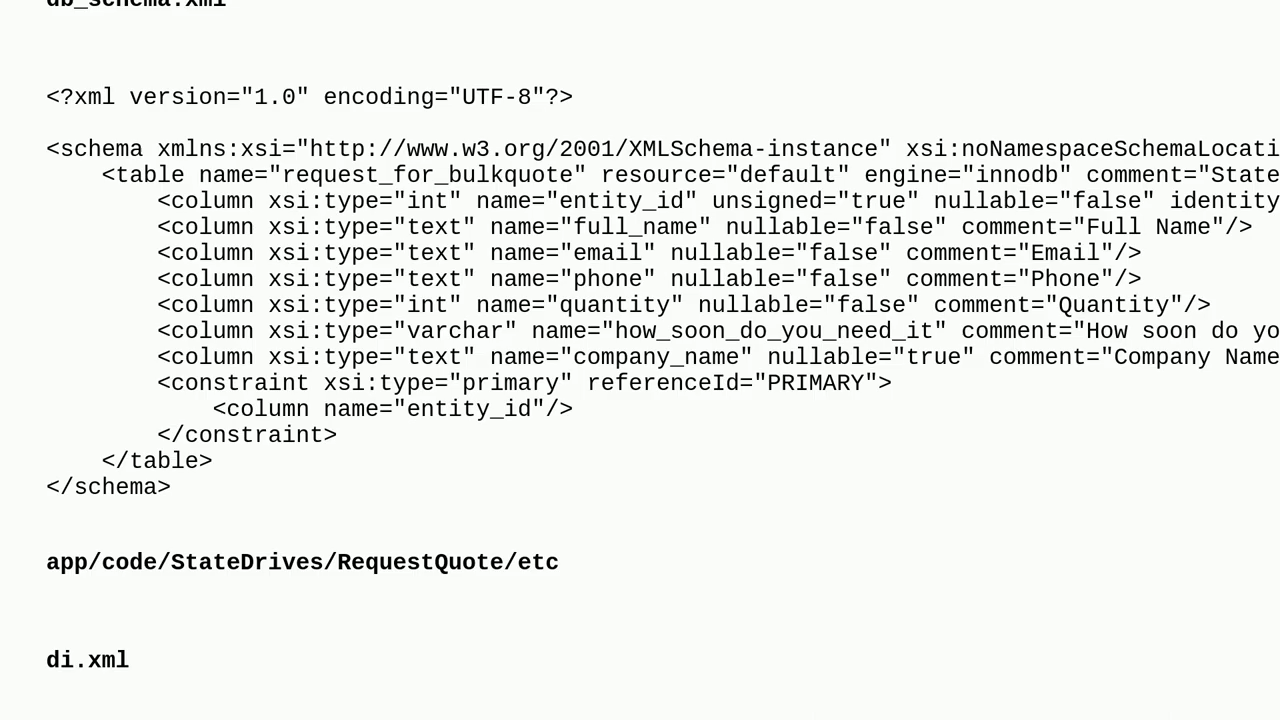 db_schema.xml
<?xml version="1.0" encoding="UTF-8"?>
<schema xmlns:xsi="http://www.w3.org/2001/XMLSchema-instance" xsi:noNamespaceSchemaLocati
<table name="request_for_bulkquote" resource="default" engine="innodb" comment="State
<column xsi:type="int" name="entity_id" unsigned="true" nullable="false" identity
<column xsi:type="text" name="full_name" nullable="false" comment="Full Name"/>
<column xsi:type="text" name="email" nullable="false" comment="Email"/>
<column xsi:type="text" name="phone" nullable="false" comment="Phone"/>
<column xsi:type="int" name="quantity" nullable="false" comment="Quantity"/>
<column xsi:type="varchar" name="how_soon_do_you_need_it" comment="How soon do yo
<column xsi:type="text" name="company_name" nullable="true" comment="Company Name
<constraint xsi:type="primary" referenceId="PRIMARY">
<column name="entity_id"/>
</constraint>
</table>
</schema>
app/code/StateDrives/RequestQuote/etc
di.xml